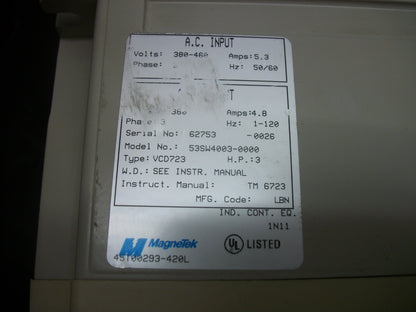 A.C. INPUT
Volts: 380-460 Amps: 5.3
Phase: Hz: 50/60
T
360 Amps: 4.8
Phase: 3 Hz: 1-120
Serial No: 62753 -0026
Model No.: 53SW4003-0000
Type: VCD723 H.P.: 3
W.D.: SEE INSTR. MANUAL
Instruct. Manual: TM 6723
MFG. Code: LBN
IND. CONT. EQ.
1N11
MagneTek UL LISTED
45T00293-420L